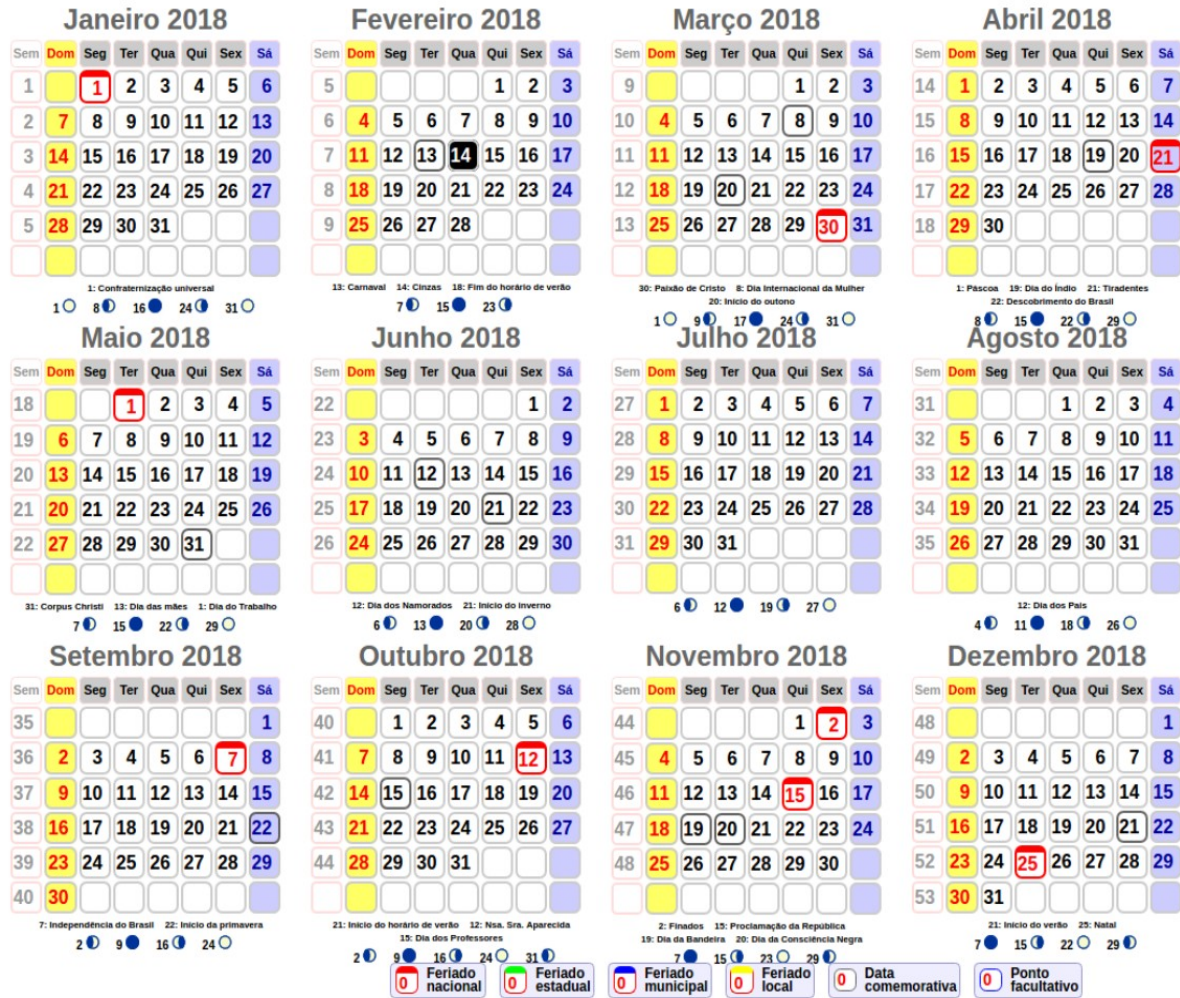 Janeiro 2018
Sem Dom Seg Ter Qua Qui Sex Sá
1 1 2 3 4 5 6
2 7 8 9 10 11 12 13
3 14 15 16 17 18 19 20
4 21 22 23 24 25 26 27
5 28 29 30 31
1: Confraternização universal
1 8 16 24 31
Fevereiro 2018
Sem Dom Seg Ter Qua Qui Sex Sá
5 1 2 3
6 4 5 6 7 8 9 10
7 11 12 13 14 15 16 17
8 18 19 20 21 22 23 24
9 25 26 27 28
13: Carnaval 14: Cinzas 18: Fim do horário de verão
7 15 23
Março 2018
Sem Dom Seg Ter Qua Qui Sex Sá
9 1 2 3
10 4 5 6 7 8 9 10
11 11 12 13 14 15 16 17
12 18 19 20 21 22 23 24
13 25 26 27 28 29 30 31
30: Paixão de Cristo 8: Dia Internacional da Mulher
20: Início do outono
1 9 17 24 31
Abril 2018
Sem Dom Seg Ter Qua Qui Sex Sá
14 1 2 3 4 5 6 7
15 8 9 10 11 12 13 14
16 15 16 17 18 19 20 21
17 22 23 24 25 26 27 28
18 29 30
1: Páscoa 19: Dia do Índio 21: Tiradentes
22: Descobrimento do Brasil
8 15 22 29
Maio 2018
Sem Dom Seg Ter Qua Qui Sex Sá
18 1 2 3 4 5
19 6 7 8 9 10 11 12
20 13 14 15 16 17 18 19
21 20 21 22 23 24 25 26
22 27 28 29 30 31
31: Corpus Christi 13: Dia das mães 1: Dia do Trabalho
7 15 22 29
Junho 2018
Sem Dom Seg Ter Qua Qui Sex Sá
22 1 2
23 3 4 5 6 7 8 9
24 10 11 12 13 14 15 16
25 17 18 19 20 21 22 23
26 24 25 26 27 28 29 30
12: Dia dos Namorados 21: Início do inverno
6 13 20 28
Julho 2018
Sem Dom Seg Ter Qua Qui Sex Sá
27 1 2 3 4 5 6 7
28 8 9 10 11 12 13 14
29 15 16 17 18 19 20 21
30 22 23 24 25 26 27 28
31 29 30 31
6 12 19 27
Agosto 2018
Sem Dom Seg Ter Qua Qui Sex Sá
31 1 2 3 4
32 5 6 7 8 9 10 11
33 12 13 14 15 16 17 18
34 19 20 21 22 23 24 25
35 26 27 28 29 30 31
12: Dia dos Pais
4 11 18 26
Setembro 2018
Sem Dom Seg Ter Qua Qui Sex Sá
35 1
36 2 3 4 5 6 7 8
37 9 10 11 12 13 14 15
38 16 17 18 19 20 21 22
39 23 24 25 26 27 28 29
40 30
7: Independência do Brasil 22: Início da primavera
2 9 16 24
Outubro 2018
Sem Dom Seg Ter Qua Qui Sex Sá
40 1 2 3 4 5 6
41 7 8 9 10 11 12 13
42 14 15 16 17 18 19 20
43 21 22 23 24 25 26 27
44 28 29 30 31
21: Início do horário de verão 12: Nsa. Sra. Aparecida
15: Dia dos Professores
2 9 16 24 31
Novembro 2018
Sem Dom Seg Ter Qua Qui Sex Sá
44 1 2 3
45 4 5 6 7 8 9 10
46 11 12 13 14 15 16 17
47 18 19 20 21 22 23 24
48 25 26 27 28 29 30
2: Finados 15: Proclamação da República
19: Dia da Bandeira 20: Dia da Consciência Negra
7 15 23 29
Dezembro 2018
Sem Dom Seg Ter Qua Qui Sex Sá
48 1
49 2 3 4 5 6 7 8
50 9 10 11 12 13 14 15
51 16 17 18 19 20 21 22
52 23 24 25 26 27 28 29
53 30 31
21: Início do verão 25: Natal
7 15 22 29
0 Feriado nacional
0 Feriado estadual
0 Feriado municipal
0 Feriado local
0 Data comemorativa
0 Ponto facultativo